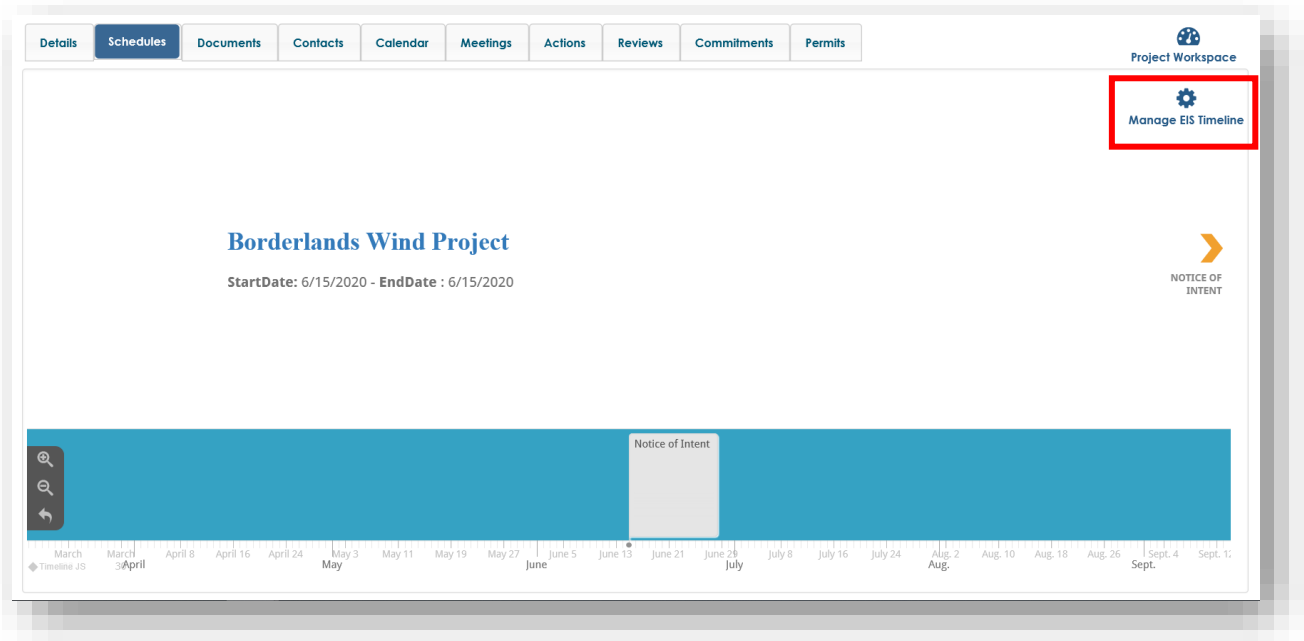 Details Schedules Documents Contacts Calendar Meetings Actions Reviews Commitments Permits
Project Workspace
Manage EIS Timeline
Borderlands Wind Project
StartDate: 6/15/2020 - EndDate : 6/15/2020
NOTICE OF
INTENT
Notice of Intent
March March April 8 April 16 April 24 May 3 May 11 May 19 May 27 June 5 June 13 June 21 June 29 July 8 July 16 July 24 Aug. 2 Aug. 10 Aug. 18 Aug. 26 Sept. 4 Sept. 12
Timeline JS 30 April May June July Aug. Sept.